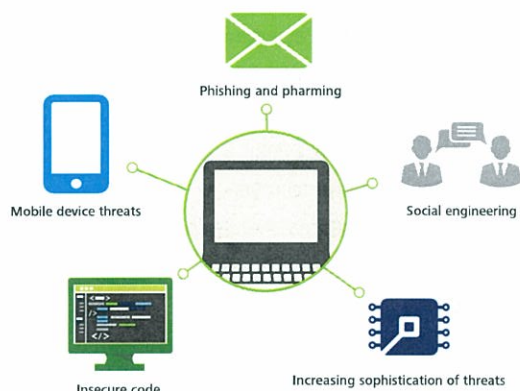 Phishing and pharming
Mobile device threats
Social engineering
</>
Insecure code
Increasing sophistication of threats